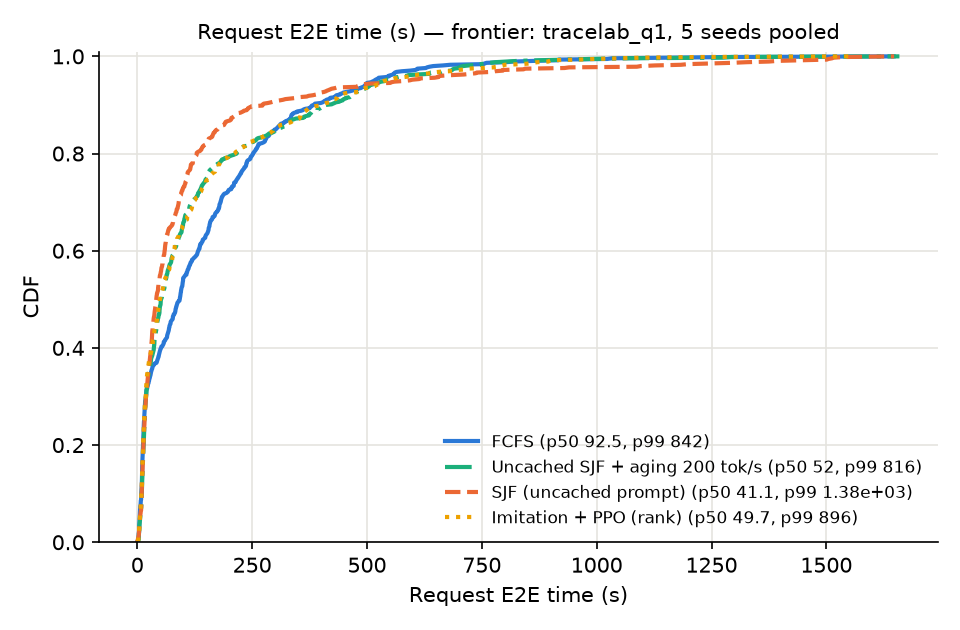 Request E2E time (s) — frontier: tracelab_q1, 5 seeds pooled
1.0
0.8
0.6
0.4
0.2
0.0
CDF
FCFS (p50 92.5, p99 842)
Uncached SJF + aging 200 tok/s (p50 52, p99 816)
SJF (uncached prompt) (p50 41.1, p99 1.38e+03)
Imitation + PPO (rank) (p50 49.7, p99 896)
0 250 500 750 1000 1250 1500
Request E2E time (s)